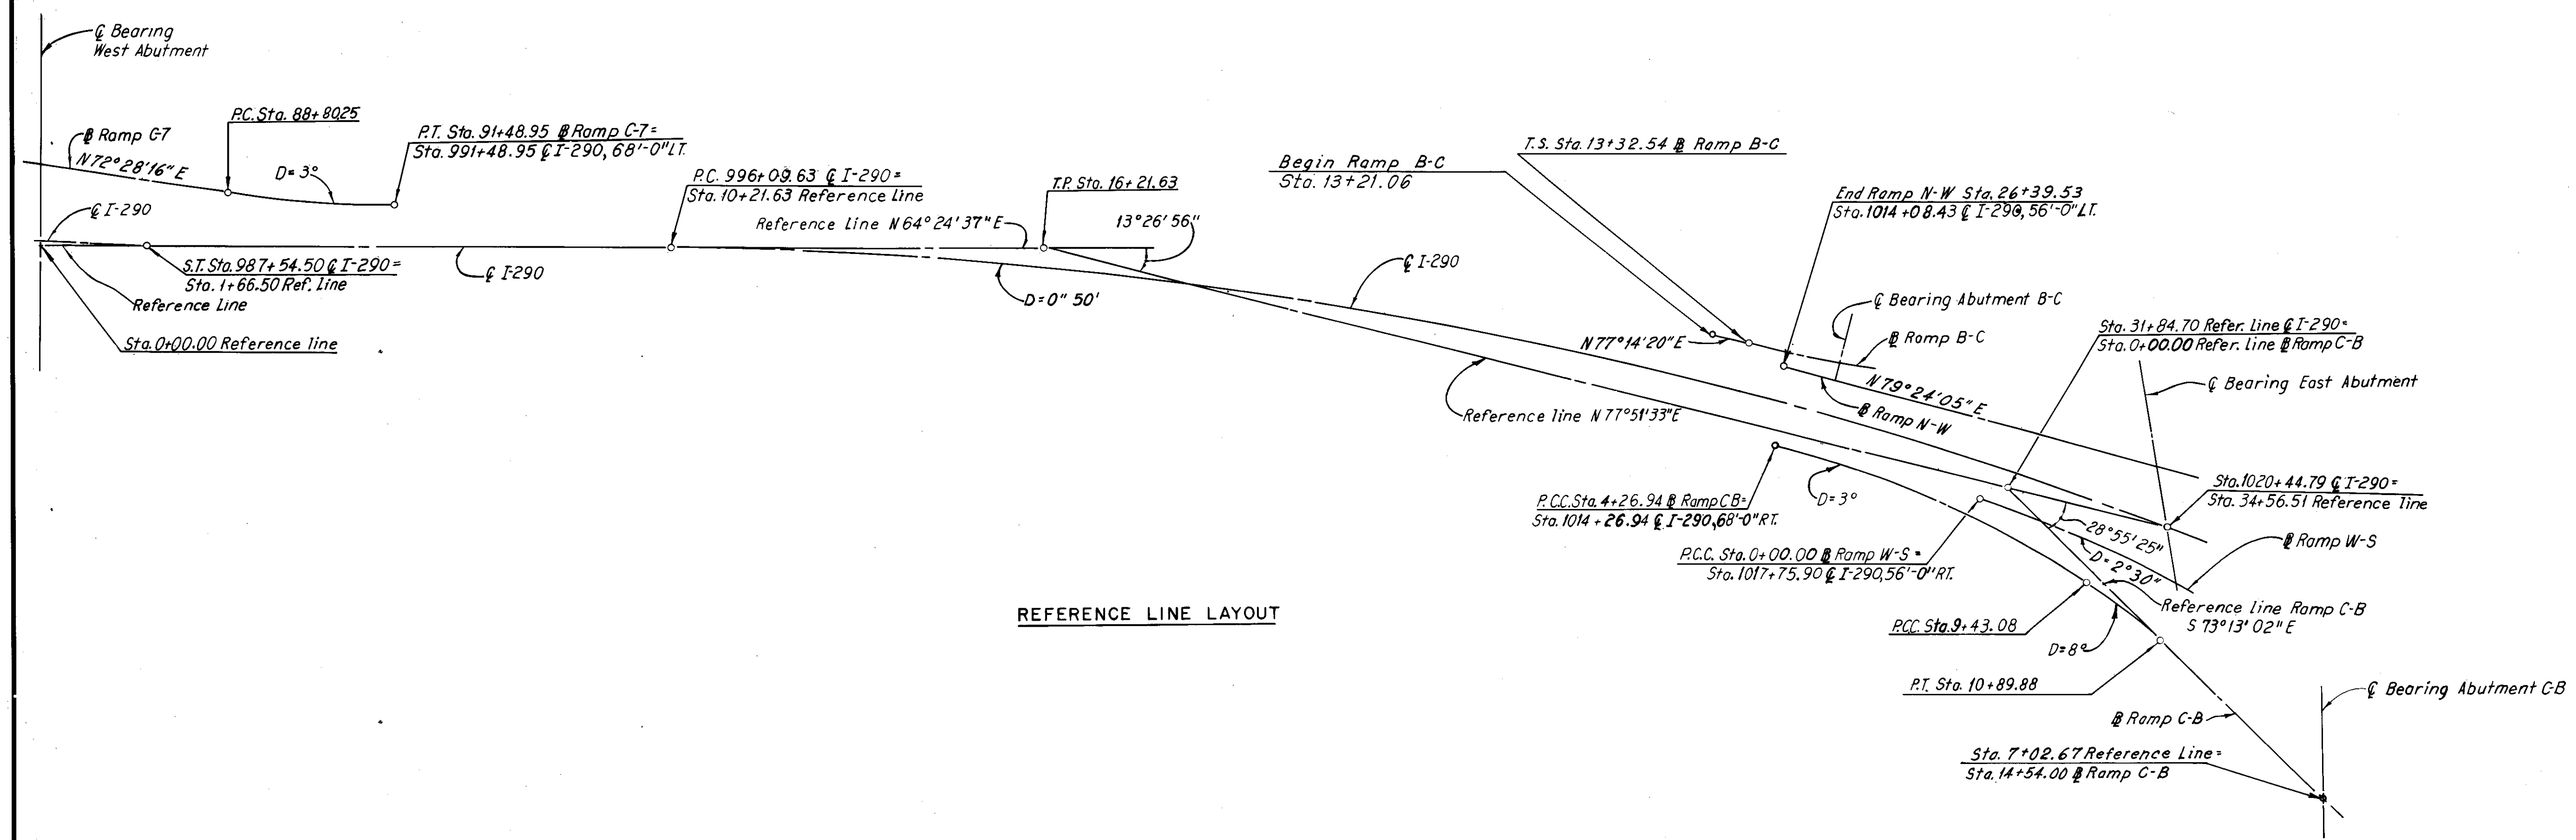 ℄ Bearing
West Abutment
℔ Ramp C-7
N 72° 28' 16" E
P.C. Sta. 88+80.25
D = 3°
P.T. Sta. 91+48.95 ℔ Ramp C-7 =
Sta. 991+48.95 ℄ I-290, 68'-0" LT.
℄ I-290
S.T. Sta. 987+54.50 ℄ I-290 =
Sta. 1+66.50 Ref. Line
Reference Line
Sta. 0+00.00 Reference line
℄ I-290
P.C. 996+09.63 ℄ I-290 =
Sta. 10+21.63 Reference Line
Reference line N 64° 24' 37" E
T.P. Sta. 16+21.63
13° 26' 56"
D = 0" 50'
℄ I-290
Begin Ramp B-C
Sta. 13+21.06
T.S. Sta. 13+32.54 ℔ Ramp B-C
End Ramp N-W Sta. 26+39.53
Sta. 1014+08.43 ℄ I-290, 56'-0" LT.
℄ Bearing Abutment B-C
N 77° 14' 20" E
℔ Ramp B-C
N 79° 24' 05" E
℔ Ramp N-W
Reference line N 77° 51' 33" E
Sta. 31+84.70 Refer. line ℄ I-290 =
Sta. 0+00.00 Refer. line ℔ Ramp C-B
℄ Bearing East Abutment
Sta. 1020+44.79 ℄ I-290 =
Sta. 34+56.51 Reference line
P.C.C. Sta. 4+26.94 ℔ Ramp CB =
Sta. 1014+26.94 ℄ I-290, 68'-0" RT.
D = 3°
28° 55' 25"
D = 2° 30"
℔ Ramp W-S
P.C.C. Sta. 0+00.00 ℔ Ramp W-S =
Sta. 1017+75.90 ℄ I-290, 56'-0" RT.
Reference line Ramp C-B
S 73° 13' 02" E
REFERENCE LINE LAYOUT
P.C.C. Sta. 9+43.08
D = 8°
P.T. Sta. 10+89.88
℄ Bearing Abutment C-B
℔ Ramp C-B
Sta. 7+02.67 Reference Line =
Sta. 14+54.00 ℔ Ramp C-B